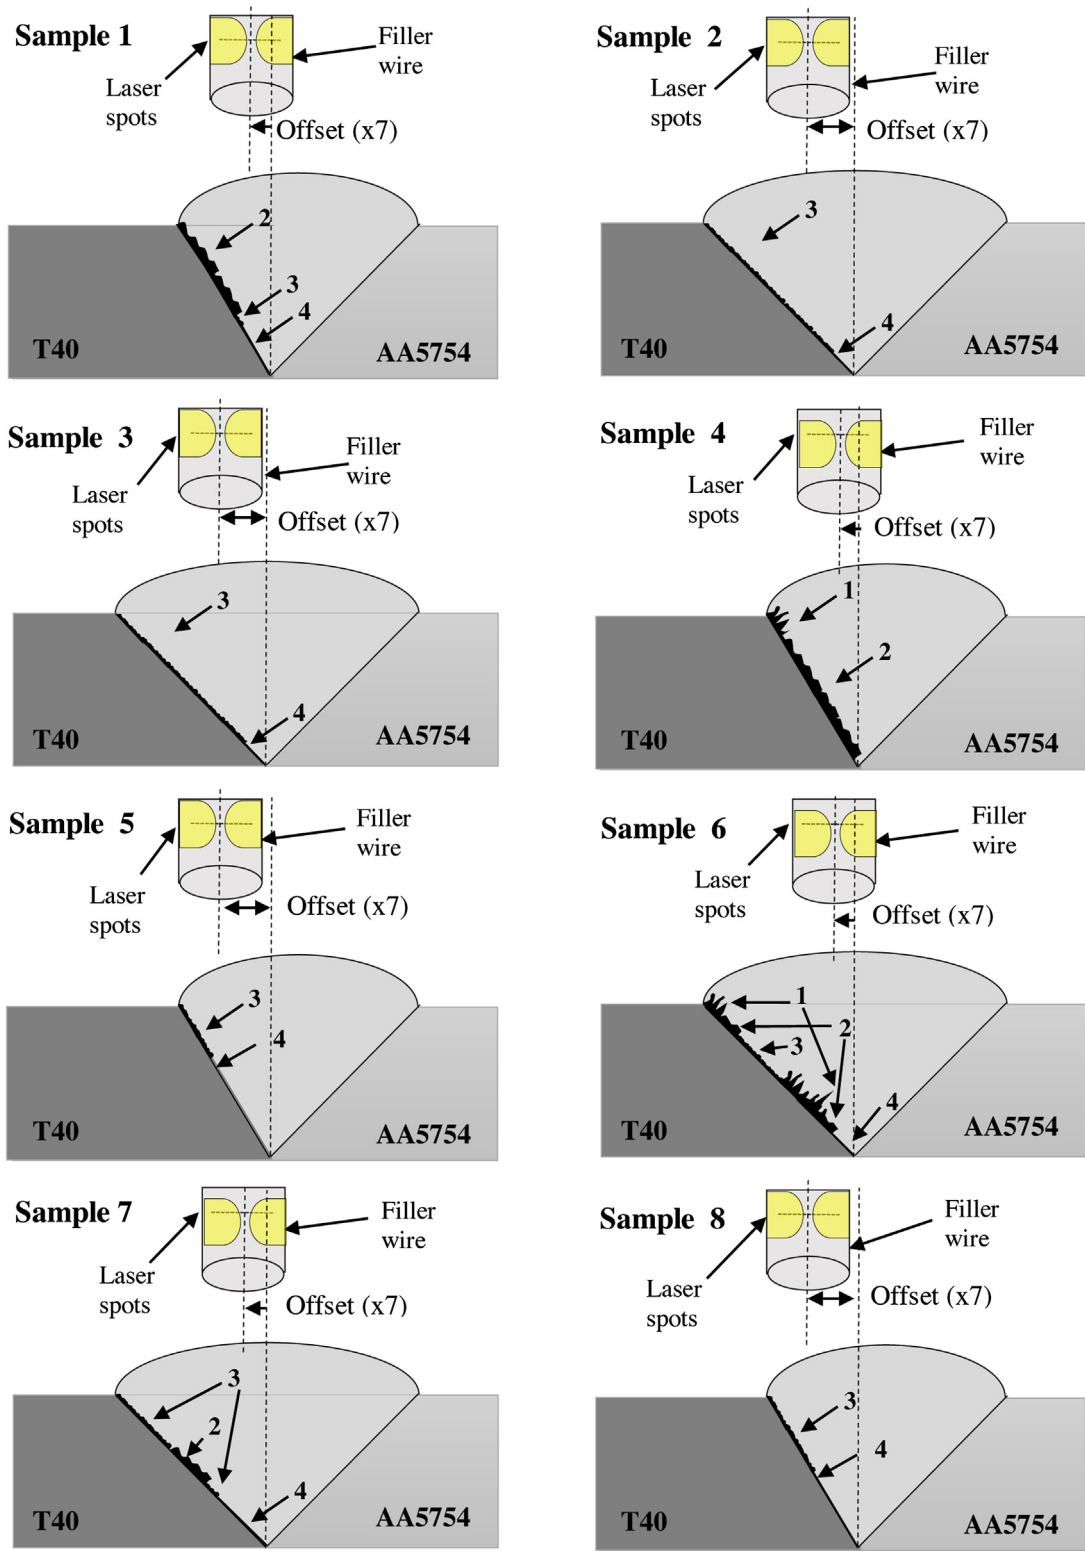 Sample 1
Filler
wire
Laser
spots
Offset (x7)
2
3
4
T40
AA5754
Sample 2
Filler
wire
Laser
spots
Offset (x7)
3
4
T40
AA5754
Sample 3
Filler
wire
Laser
spots
Offset (x7)
3
4
T40
AA5754
Sample 4
Filler
wire
Laser
spots
Offset (x7)
1
2
T40
AA5754
Sample 5
Filler
wire
Laser
spots
Offset (x7)
3
4
T40
AA5754
Sample 6
Filler
wire
Laser
spots
Offset (x7)
1
2
3
4
T40
AA5754
Sample 7
Filler
wire
Laser
spots
Offset (x7)
3
2
4
T40
AA5754
Sample 8
Filler
wire
Laser
spots
Offset (x7)
3
4
T40
AA5754